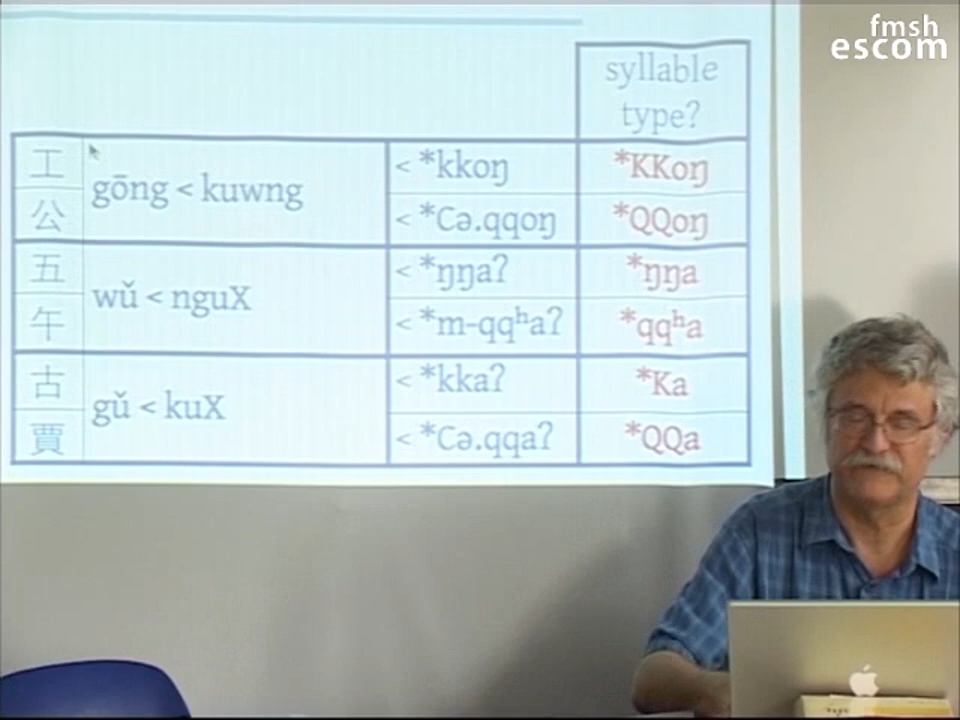 fmsh
escom
syllable
type?
工 gōng < kuwng < *kkoŋ *KKoŋ
公 < *Cə.qqoŋ *QQoŋ
五 wǔ < nguX < *ŋŋaʔ *ŋŋa
午 < *m-qqʰaʔ *qqʰa
古 gǔ < kuX < *kkaʔ *Ka
賈 < *Cə.qqaʔ *QQa